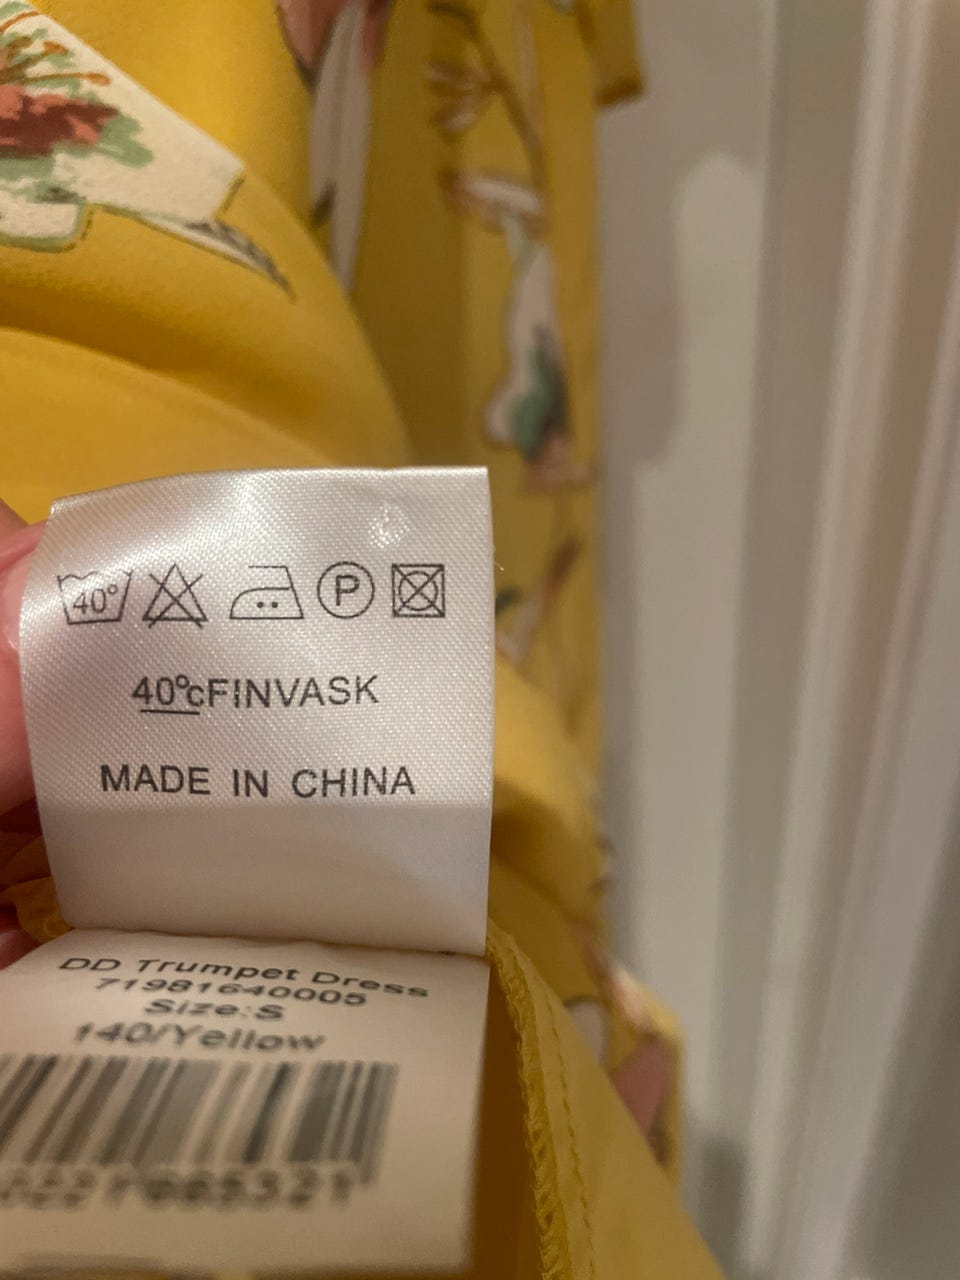 40°
P
40°cFINVASK
MADE IN CHINA
DD Trumpet Dress
71981640005
Size:S
140/Yellow